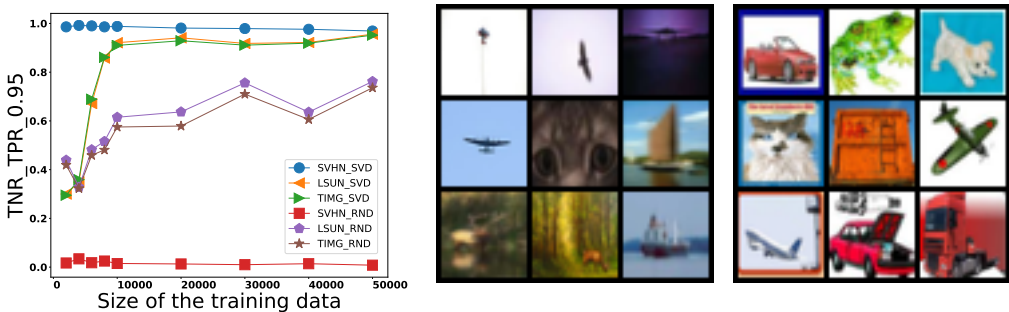 TNR_TPR_0.95
1.0
0.8
0.6
0.4
0.2
0.0
SVHN_SVD
LSUN_SVD
TIMG_SVD
SVHN_RND
LSUN_RND
TIMG_RND
0 10000 20000 30000 40000 50000
Size of the training data